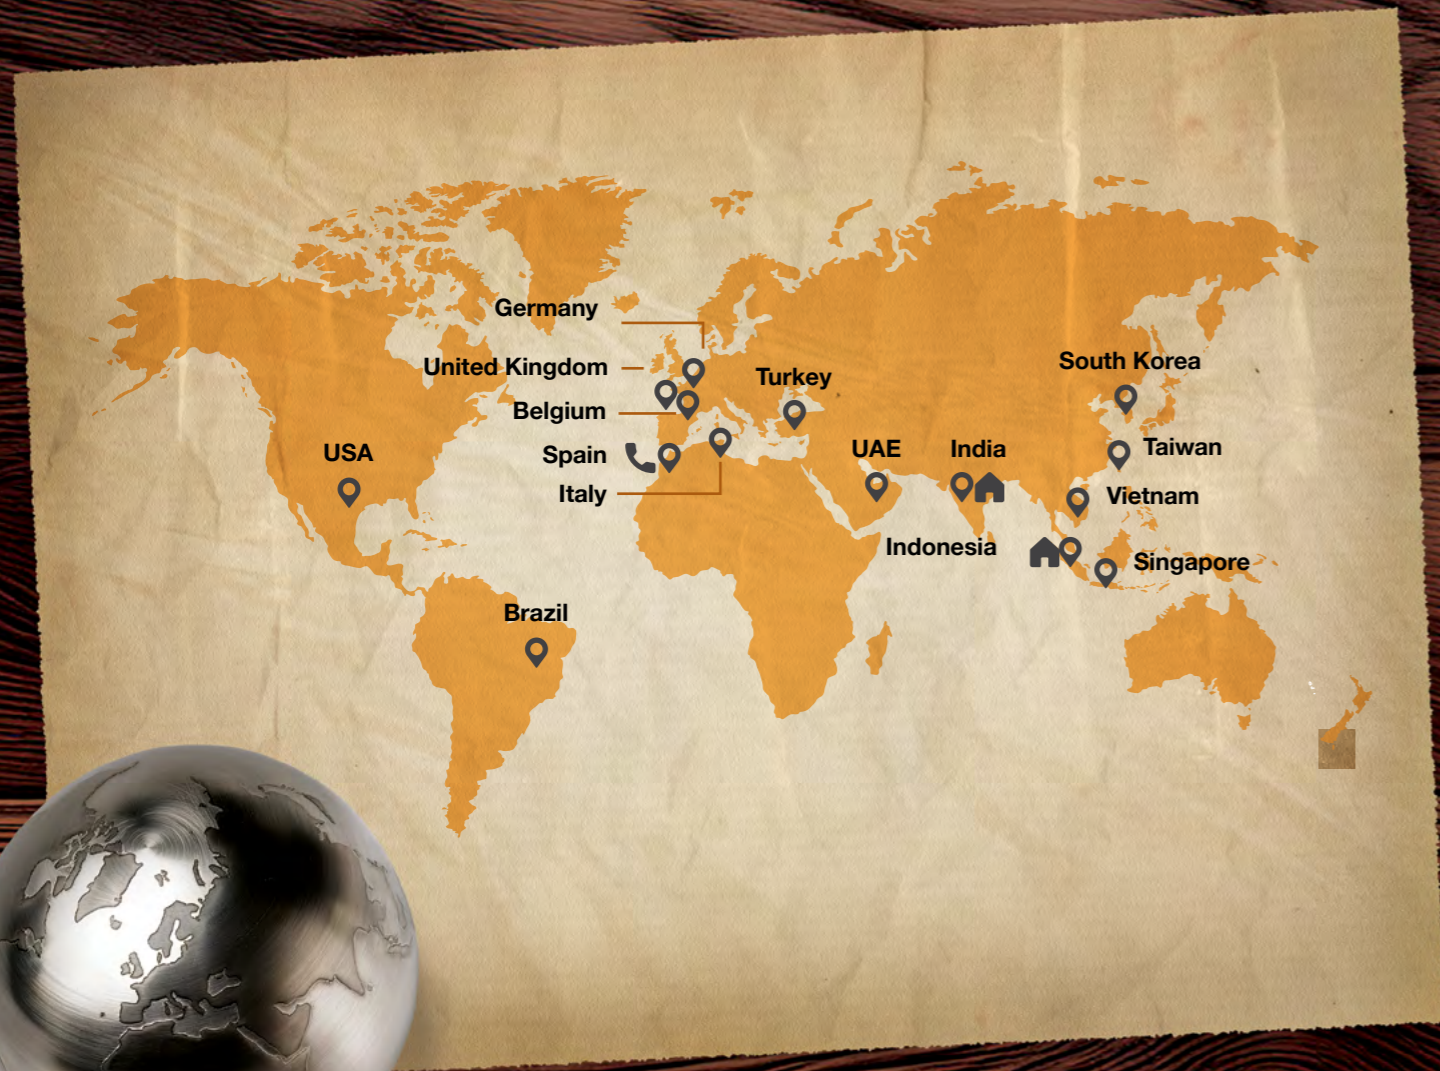 Germany
United Kingdom
South Korea
Turkey
Belgium
USA
Spain
UAE
India
Taiwan
Italy
Vietnam
Indonesia
Singapore
Brazil